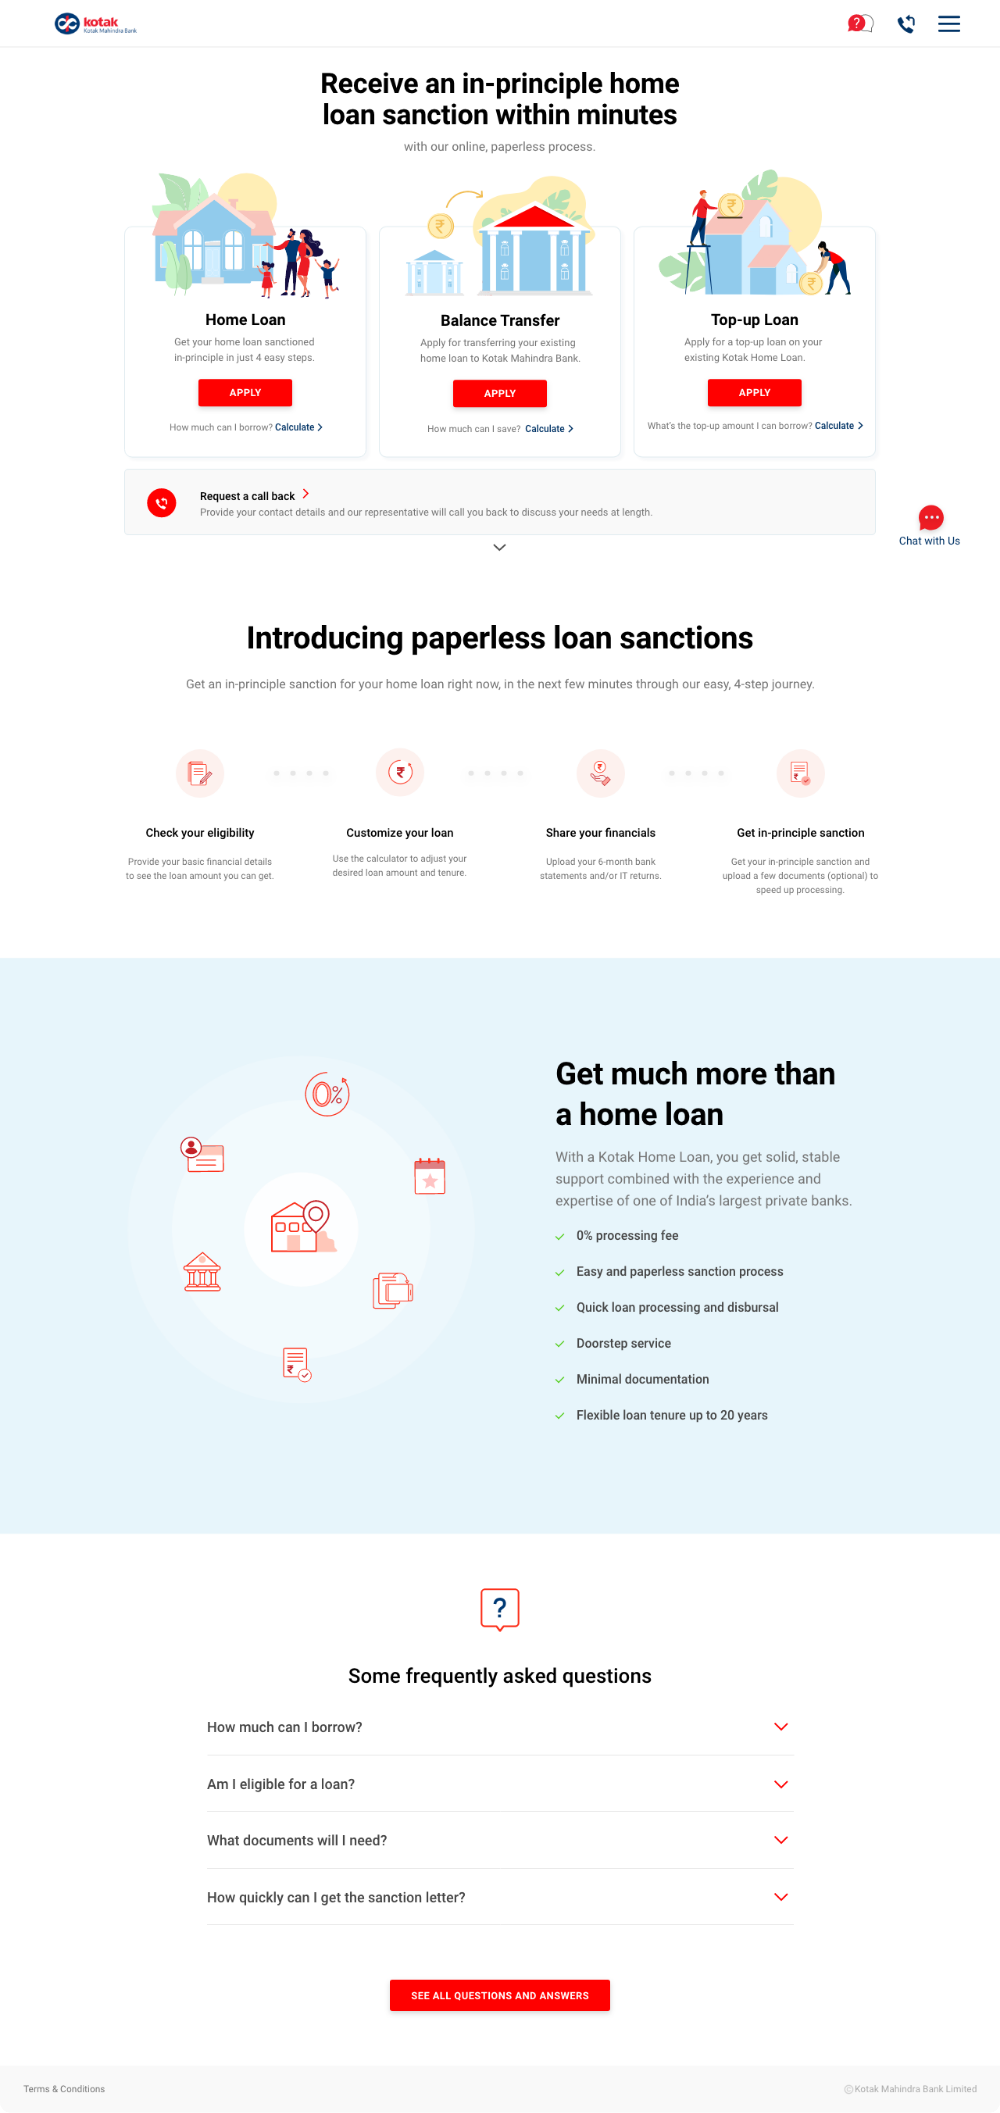 kotak
Kotak Mahindra Bank
?
Receive an in-principle home
loan sanction within minutes
with our online, paperless process.
₹
₹
₹
Home Loan
Get your home loan sanctioned
in-principle in just 4 easy steps.
APPLY
How much can I borrow? Calculate
Balance Transfer
Apply for transferring your existing
home loan to Kotak Mahindra Bank.
APPLY
How much can I save? Calculate
Top-up Loan
Apply for a top-up loan on your
existing Kotak Home Loan.
APPLY
What's the top-up amount I can borrow? Calculate
Request a call back
Provide your contact details and our representative will call you back to discuss your needs at length.
Chat with Us
Introducing paperless loan sanctions
Get an in-principle sanction for your home loan right now, in the next few minutes through our easy, 4-step journey.
₹
₹
₹
Check your eligibility
Provide your basic financial details
to see the loan amount you can get.
Customize your loan
Use the calculator to adjust your
desired loan amount and tenure.
Share your financials
Upload your 6-month bank
statements and/or IT returns.
Get in-principle sanction
Get your in-principle sanction and
upload a few documents (optional) to
speed up processing.
0%
₹
Get much more than
a home loan
With a Kotak Home Loan, you get solid, stable
support combined with the experience and
expertise of one of India's largest private banks.
0% processing fee
Easy and paperless sanction process
Quick loan processing and disbursal
Doorstep service
Minimal documentation
Flexible loan tenure up to 20 years
?
Some frequently asked questions
How much can I borrow?
Am I eligible for a loan?
What documents will I need?
How quickly can I get the sanction letter?
SEE ALL QUESTIONS AND ANSWERS
Terms & Conditions
© Kotak Mahindra Bank Limited